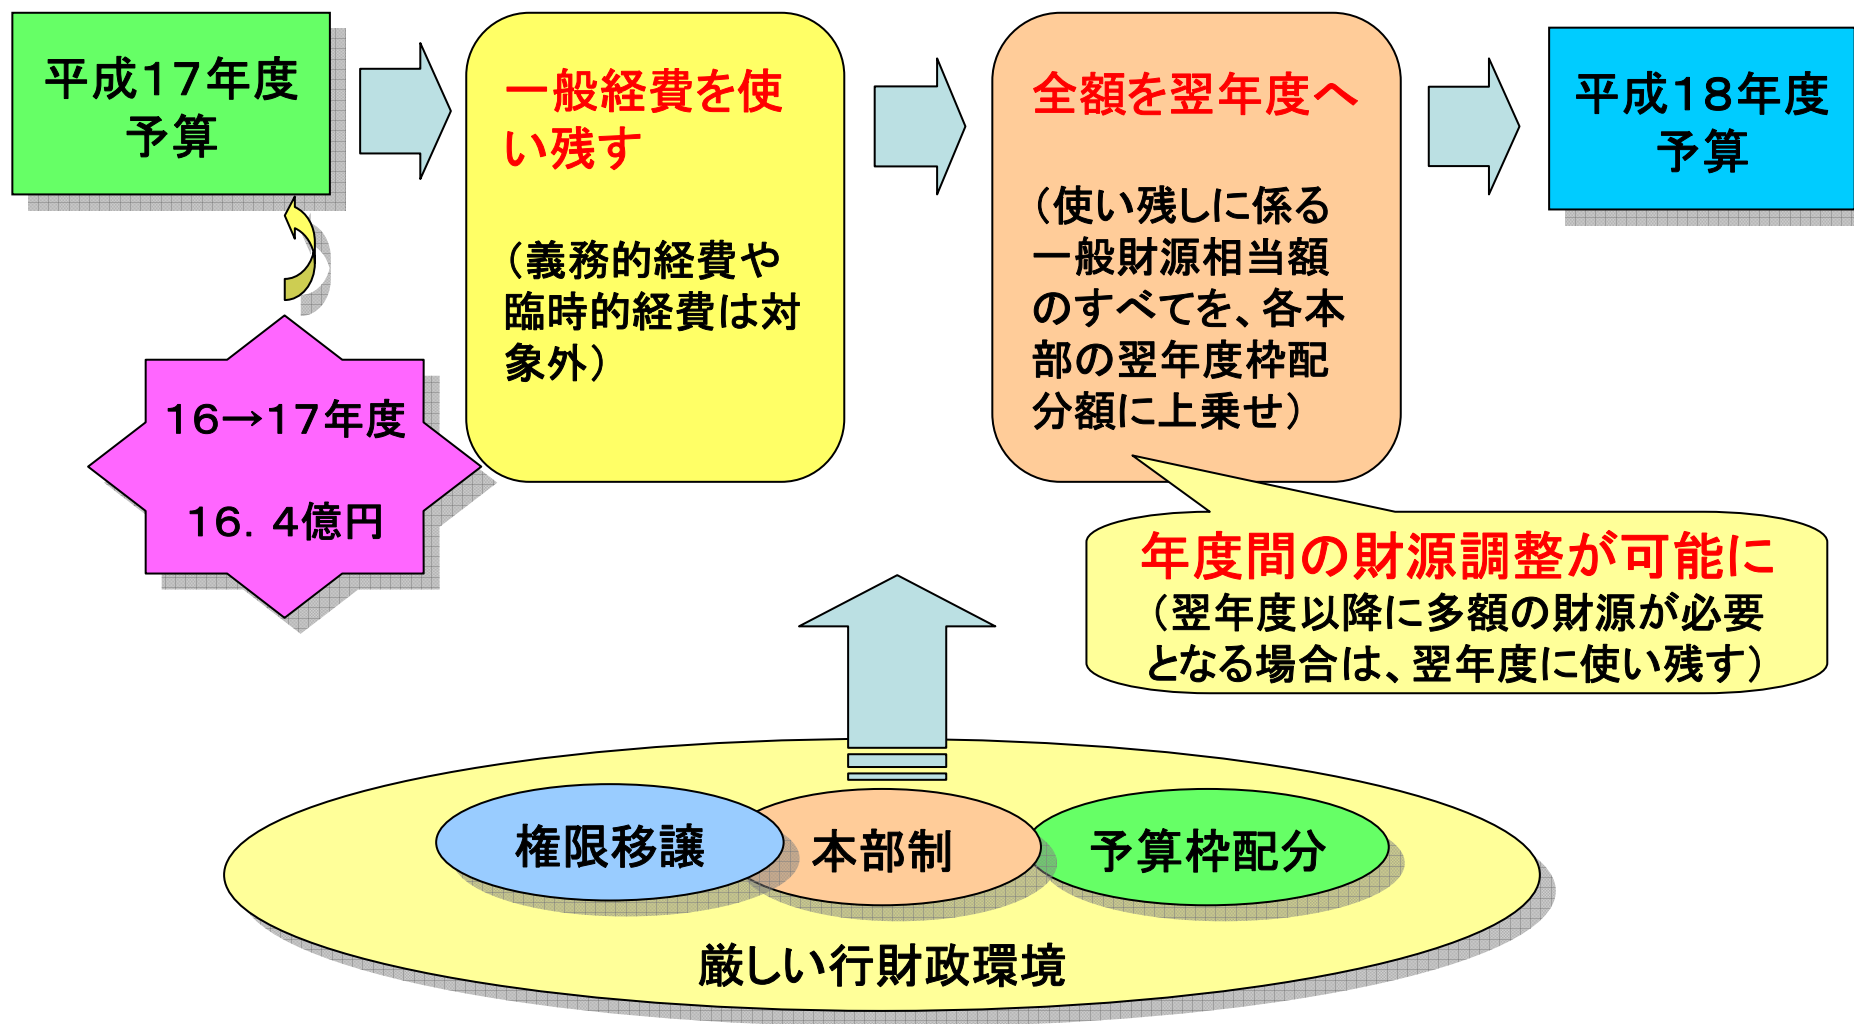 平成１７年度
予算
一般経費を使
い残す
（義務的経費や
臨時的経費は対
象外）
全額を翌年度へ
（使い残しに係る
一般財源相当額
のすべてを、各本
部の翌年度枠配
分額に上乗せ）
平成１８年度
予算
１６→１７年度
１６．４億円
年度間の財源調整が可能に
（翌年度以降に多額の財源が必要
となる場合は、翌年度に使い残す）
権限移譲
本部制
予算枠配分
厳しい行財政環境